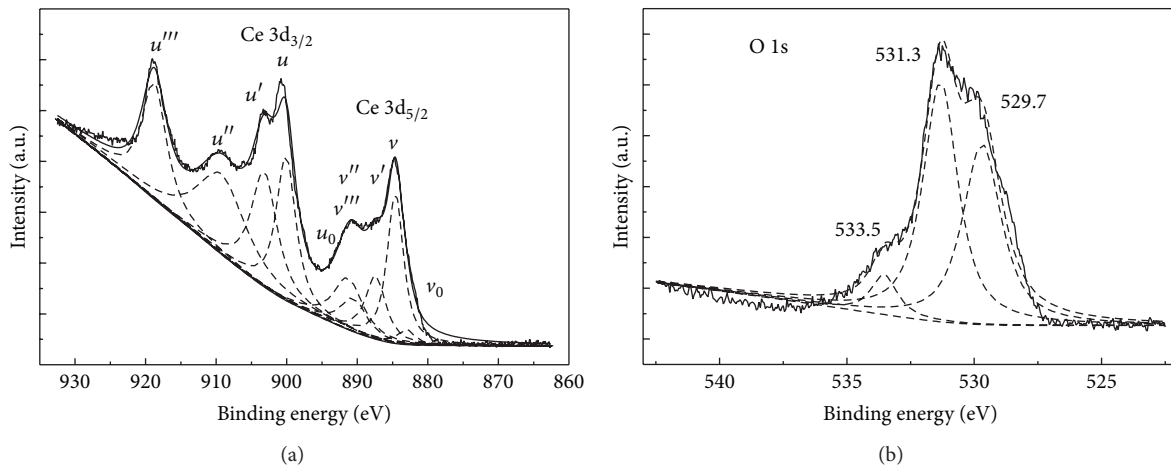 Ce 3d3/2
u'''
u
u'
u''
Ce 3d5/2
v
v'' v'
v'''
u0
v0
Intensity (a.u.)
930 920 910 900 890 880 870 860
Binding energy (eV)
(a)
O 1s
531.3
529.7
533.5
Intensity (a.u.)
540 535 530 525
Binding energy (eV)
(b)